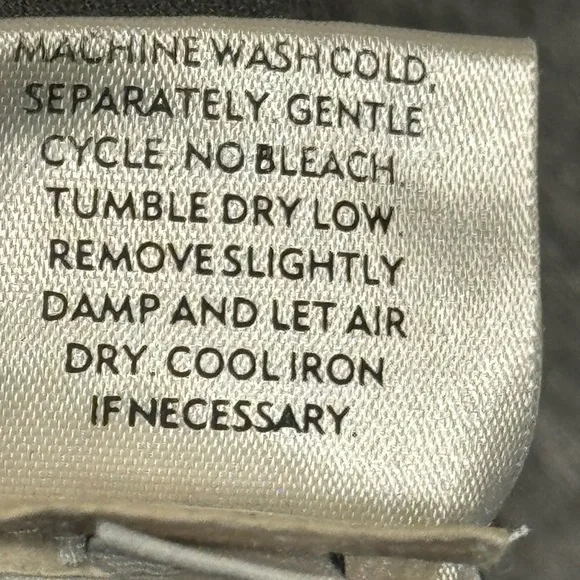 MACHINE WASH COLD,
SEPARATELY. GENTLE
CYCLE. NO BLEACH.
TUMBLE DRY LOW.
REMOVE SLIGHTLY
DAMP AND LET AIR
DRY. COOL IRON
IF NECESSARY.